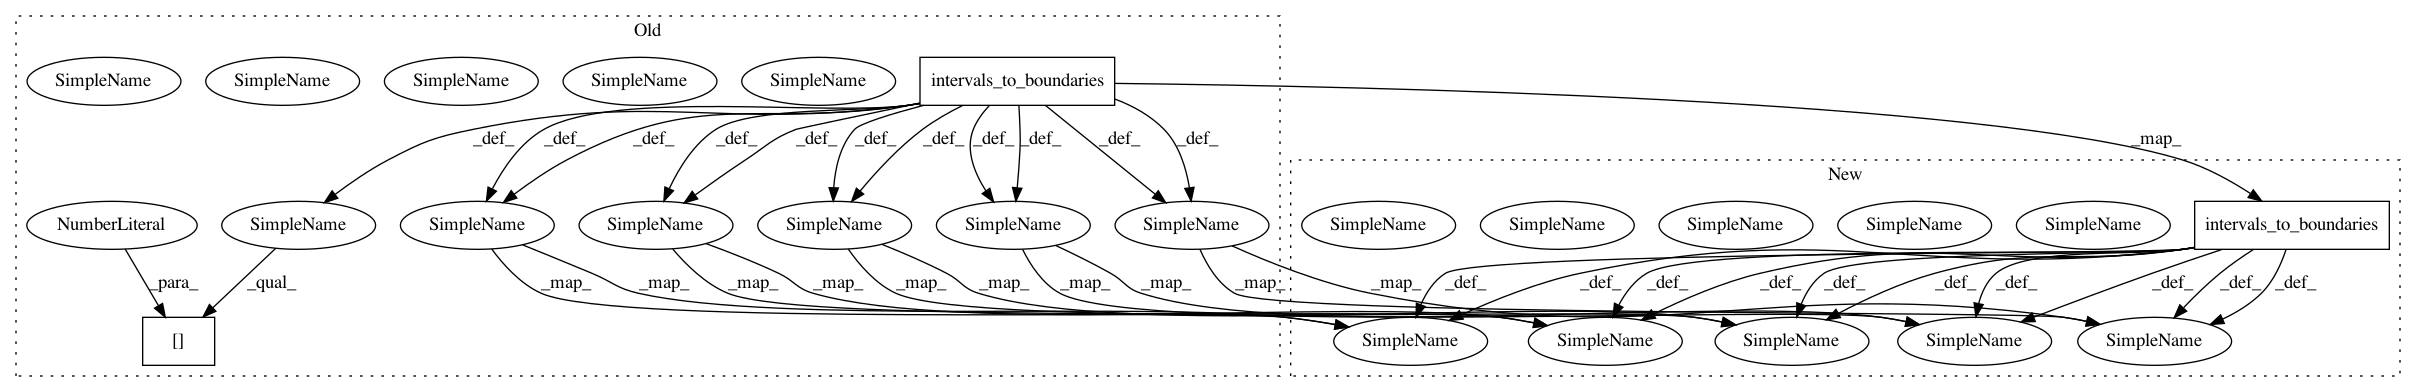 Old
SimpleName SimpleName SimpleName SimpleName SimpleName intervals_to_boundaries
_def_ _def_ _def_ _def_ _def_ _def_ _def_ _def_ _def_ _def_ _map_
New
NumberLiteral SimpleName SimpleName SimpleName SimpleName SimpleName SimpleName SimpleName SimpleName SimpleName SimpleName SimpleName intervals_to_boundaries
_para_ _qual_ _map_ _map_ _map_ _map_ _map_ _map_ _map_ _map_ _map_ _map_ _def_ _def_ _def_ _def_ _def_ _def_ _def_ _def_ _def_
[] SimpleName SimpleName SimpleName SimpleName SimpleName